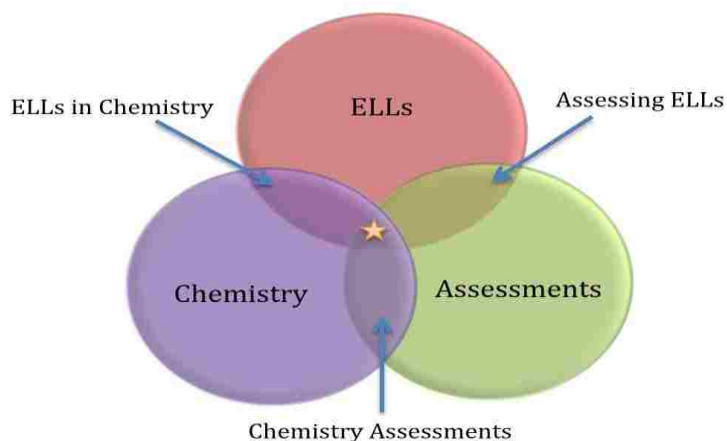 ELLs in Chemistry
ELLs
Assessing ELLs
Chemistry
Assessments
Chemistry Assessments